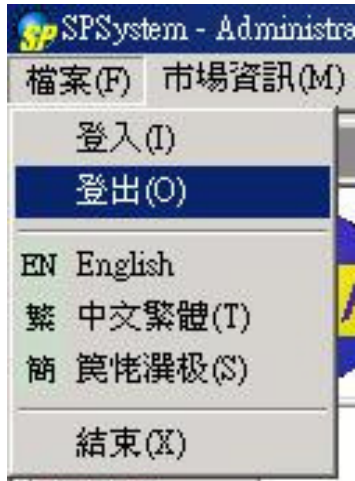 SP SPSystem - Administra
檔案(F) 市場資訊(M)
登入(I)
登出(O)
EN English
繁 中文繁體(T)
簡 笢恅潠极(S)
結束(X)